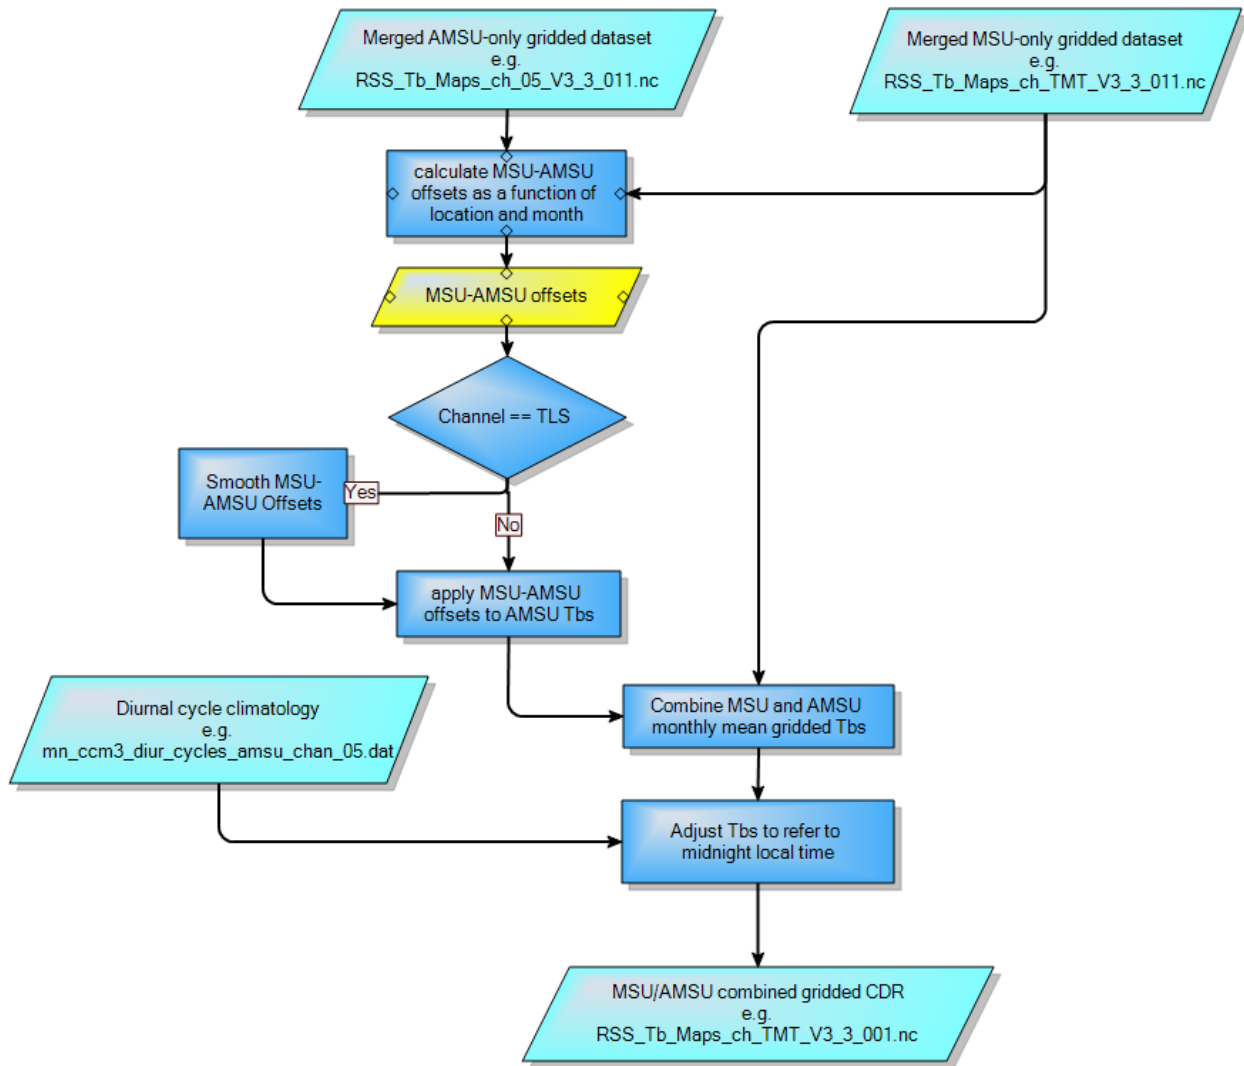 Merged AMSU-only gridded dataset
e.g.
RSS_Tb_Maps_ch_05_V3_3_011.nc
Merged MSU-only gridded dataset
e.g.
RSS_Tb_Maps_ch_TMT_V3_3_011.nc
calculate MSU-AMSU
offsets as a function of
location and month
MSU-AMSU offsets
Channel == TLS
Smooth MSU-
AMSU Offsets
Yes
No
apply MSU-AMSU
offsets to AMSU Tbs
Diurnal cycle climatology
e.g.
mn_ccm3_diur_cycles_amsu_chan_05.dat
Combine MSU and AMSU
monthly mean gridded Tbs
Adjust Tbs to refer to
midnight local time
MSU/AMSU combined gridded CDR
e.g.
RSS_Tb_Maps_ch_TMT_V3_3_001.nc